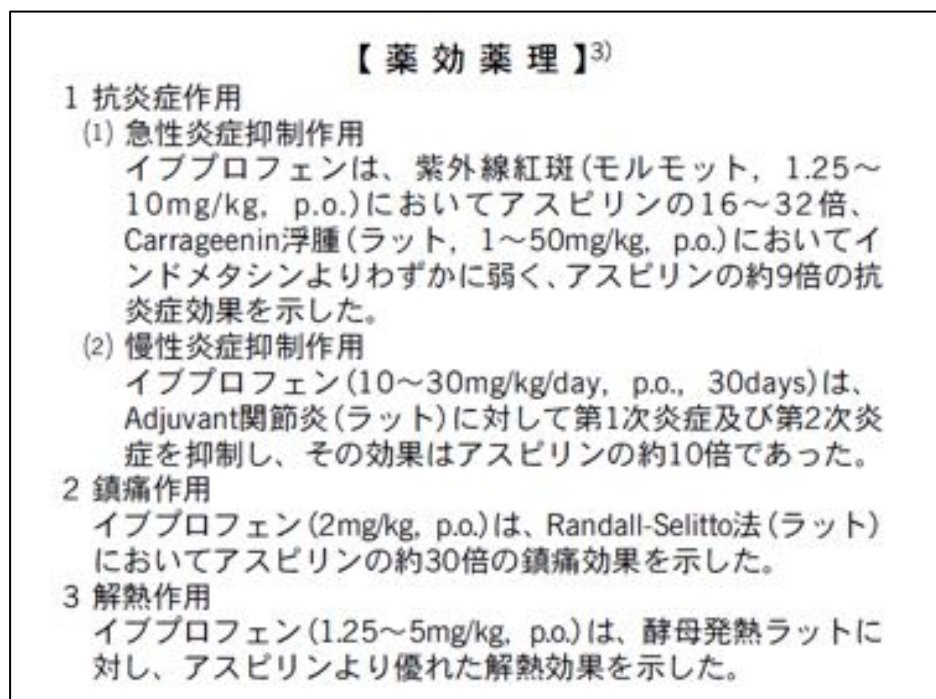 【薬効薬理】3)
1 抗炎症作用
(1) 急性炎症抑制作用
イブプロフェンは、紫外線紅斑(モルモット, 1.25〜
10mg/kg, p.o.)においてアスピリンの16〜32倍、
Carrageenin浮腫(ラット, 1〜50mg/kg, p.o.)においてイ
ンドメタシンよりわずかに弱く、アスピリンの約9倍の抗
炎症効果を示した。
(2) 慢性炎症抑制作用
イブプロフェン(10〜30mg/kg/day, p.o., 30days)は、
Adjuvant関節炎(ラット)に対して第1次炎症及び第2次炎
症を抑制し、その効果はアスピリンの約10倍であった。
2 鎮痛作用
イブプロフェン(2mg/kg, p.o.)は、Randall-Selitto法(ラット)
においてアスピリンの約30倍の鎮痛効果を示した。
3 解熱作用
イブプロフェン(1.25〜5mg/kg, p.o.)は、酵母発熱ラットに
対し、アスピリンより優れた解熱効果を示した。